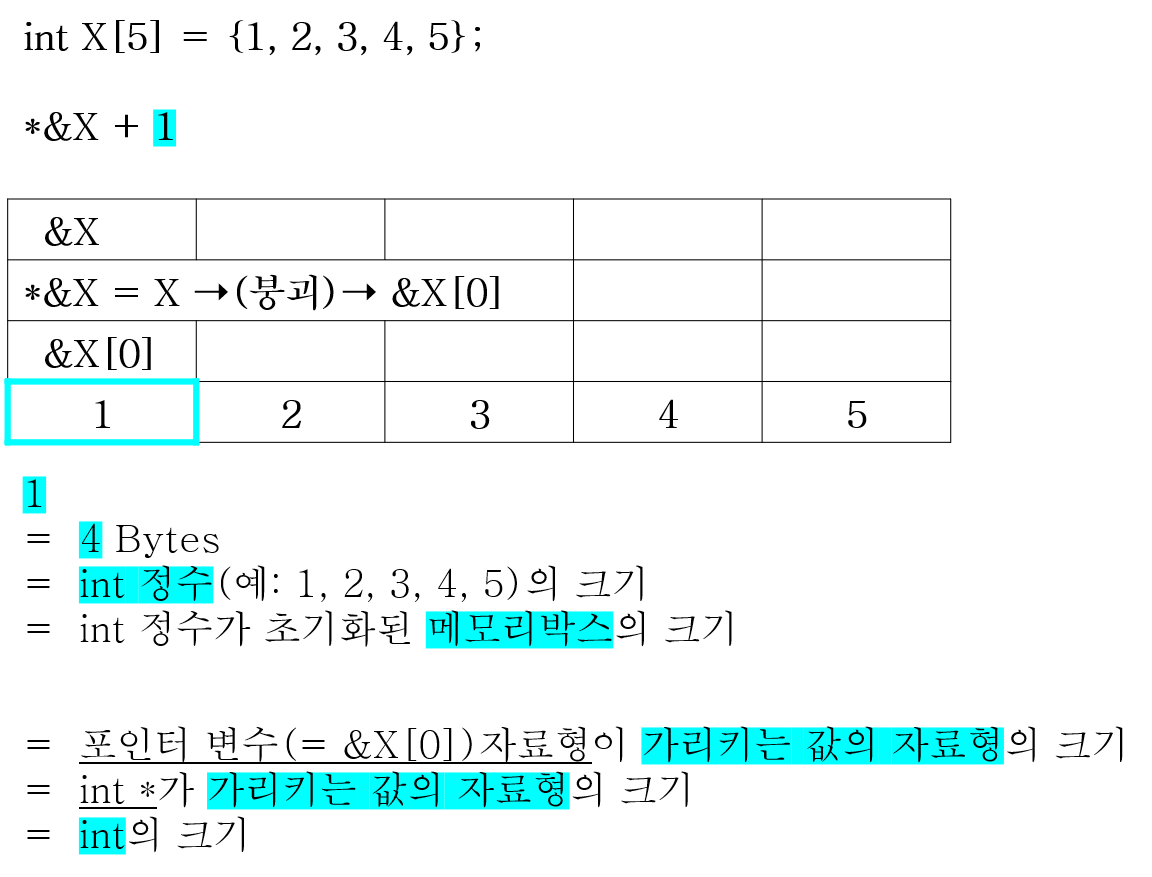 int X[5] = {1, 2, 3, 4, 5};
*&X + 1
&X
*&X = X →(붕괴)→ &X[0]
&X[0]
1 2 3 4 5
1
= 4 Bytes
= int 정수(예: 1, 2, 3, 4, 5)의 크기
= int 정수가 초기화된 메모리박스의 크기
= 포인터 변수(= &X[0])자료형이 가리키는 값의 자료형의 크기
= int *가 가리키는 값의 자료형의 크기
= int의 크기